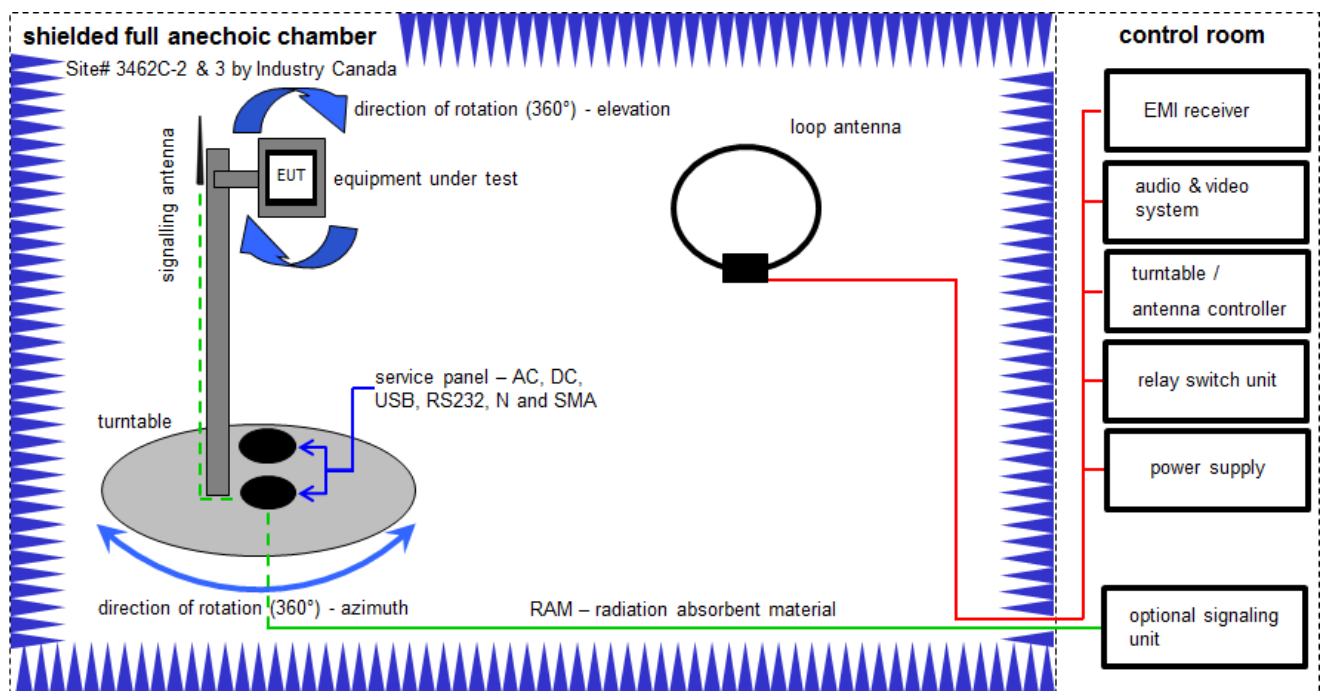 shielded full anechoic chamber
Site# 3462C-2 & 3 by Industry Canada
direction of rotation (360°) - elevation
signalling antenna
EUT
equipment under test
loop antenna
service panel – AC, DC,
USB, RS232, N and SMA
turntable
direction of rotation (360°) - azimuth
RAM – radiation absorbent material
control room
EMI receiver
audio & video
system
turntable /
antenna controller
relay switch unit
power supply
optional signaling
unit